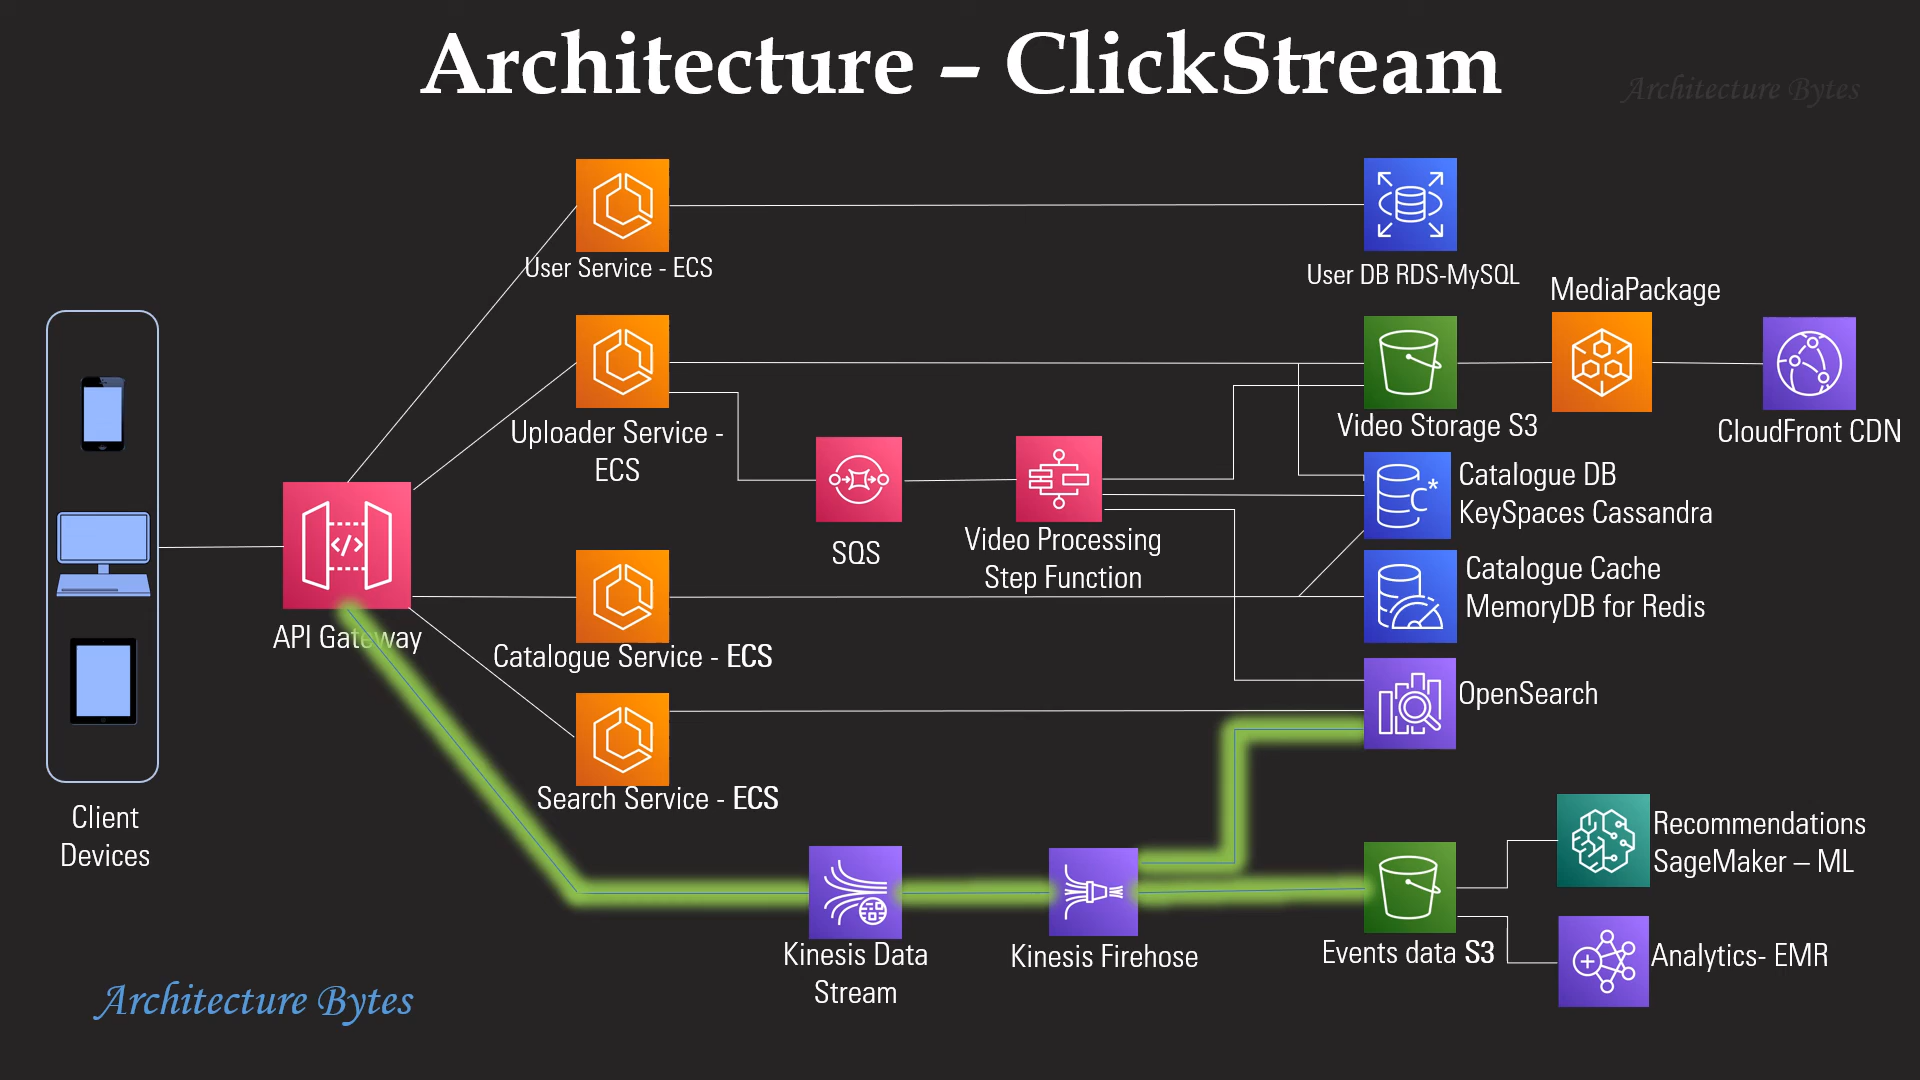 Architecture – ClickStream
Architecture Bytes
User Service - ECS
User DB RDS-MySQL
MediaPackage
Uploader Service -
ECS
Video Storage S3
CloudFront CDN
SQS
Video Processing
Step Function
Catalogue DB
KeySpaces Cassandra
Catalogue Cache
MemoryDB for Redis
API Gateway
Catalogue Service - ECS
OpenSearch
Search Service - ECS
Client
Devices
Kinesis Data
Stream
Kinesis Firehose
Events data S3
Recommendations
SageMaker – ML
Analytics- EMR
Architecture Bytes